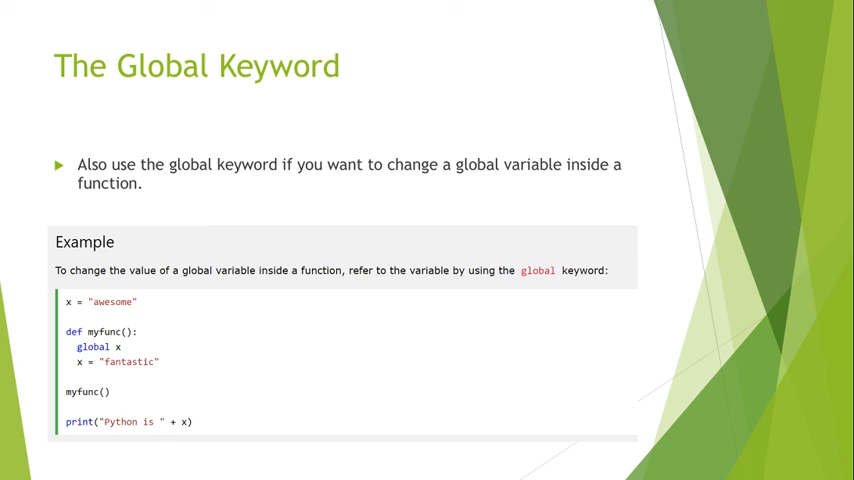 The Global Keyword
Also use the global keyword if you want to change a global variable inside a
function.
Example
To change the value of a global variable inside a function, refer to the variable by using the global keyword:
x = "awesome"
def myfunc():
  global x
  x = "fantastic"
myfunc()
print("Python is " + x)